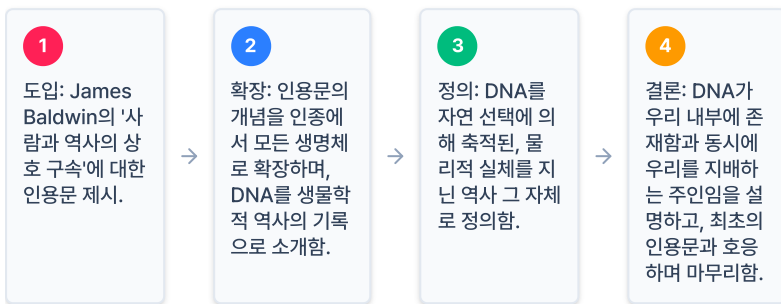 1
도입: James
Baldwin의 '사
람과 역사의 상
호 구속'에 대한
인용문 제시.
2
확장: 인용문의
개념을 인종에
서 모든 생명체
로 확장하며,
DNA를 생물학
적 역사의 기록
으로 소개함.
3
정의: DNA를
자연 선택에 의
해 축적된, 물
리적 실체를 지
닌 역사 그 자체
로 정의함.
4
결론: DNA가
우리 내부에 존
재함과 동시에
우리를 지배하
는 주인임을 설
명하고, 최초의
인용문과 호응
하며 마무리함.